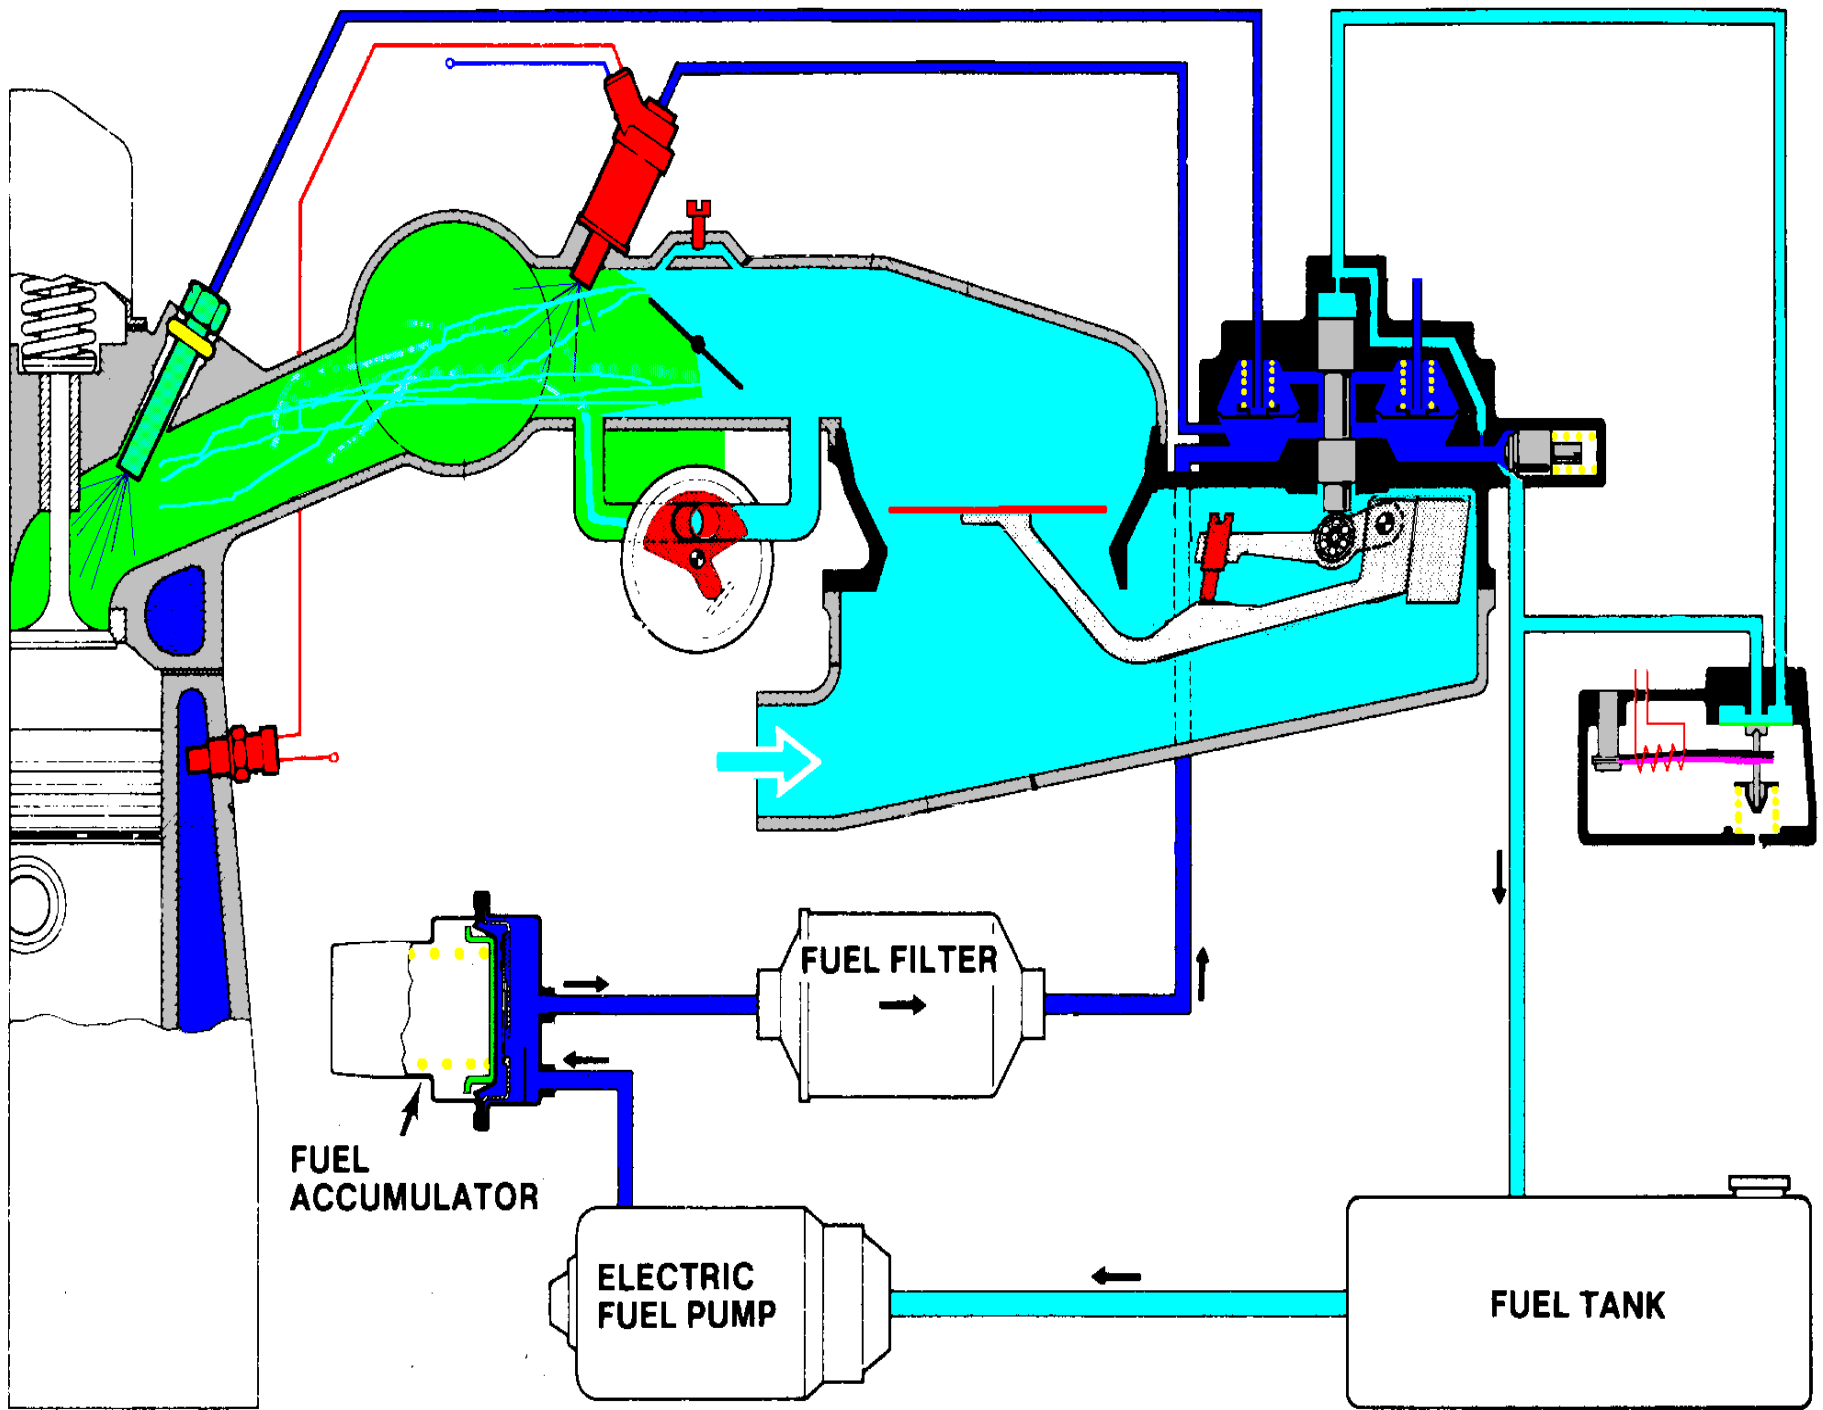 FUEL FILTER
FUEL
ACCUMULATOR
ELECTRIC
FUEL PUMP
FUEL TANK